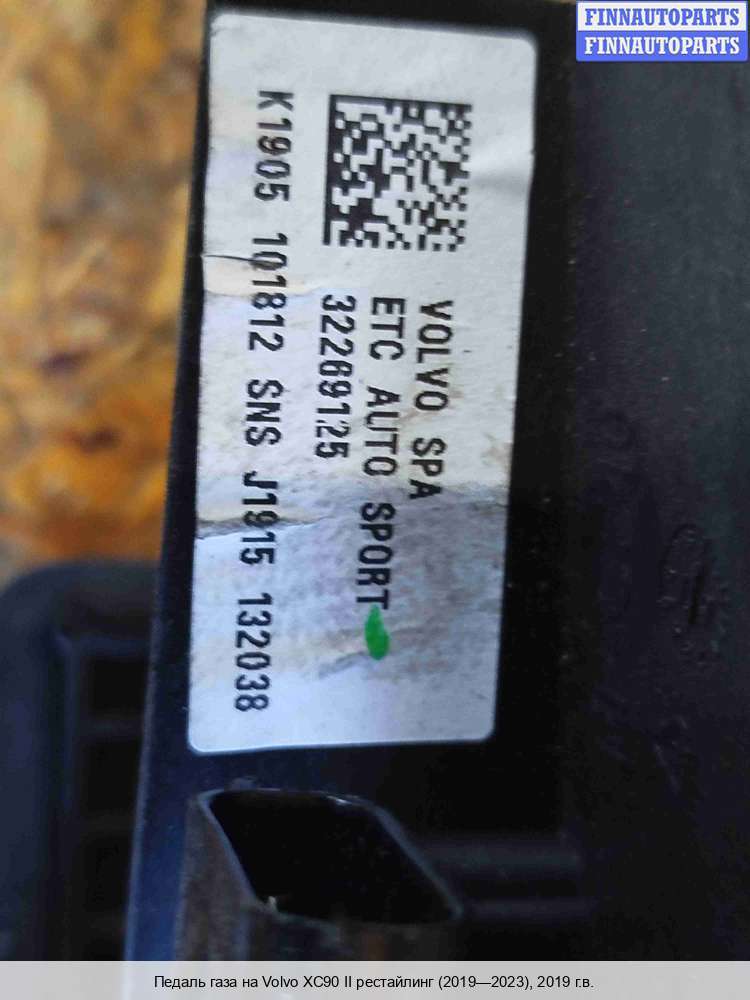 FINNAUTOPARTS
FINNAUTOPARTS
VOLVO SPA
ETC AUTO SPORT
32269125
K1905 101812 SNS J1915 132038
Педаль газа на Volvo XC90 II рестайлинг (2019—2023), 2019 г.в.